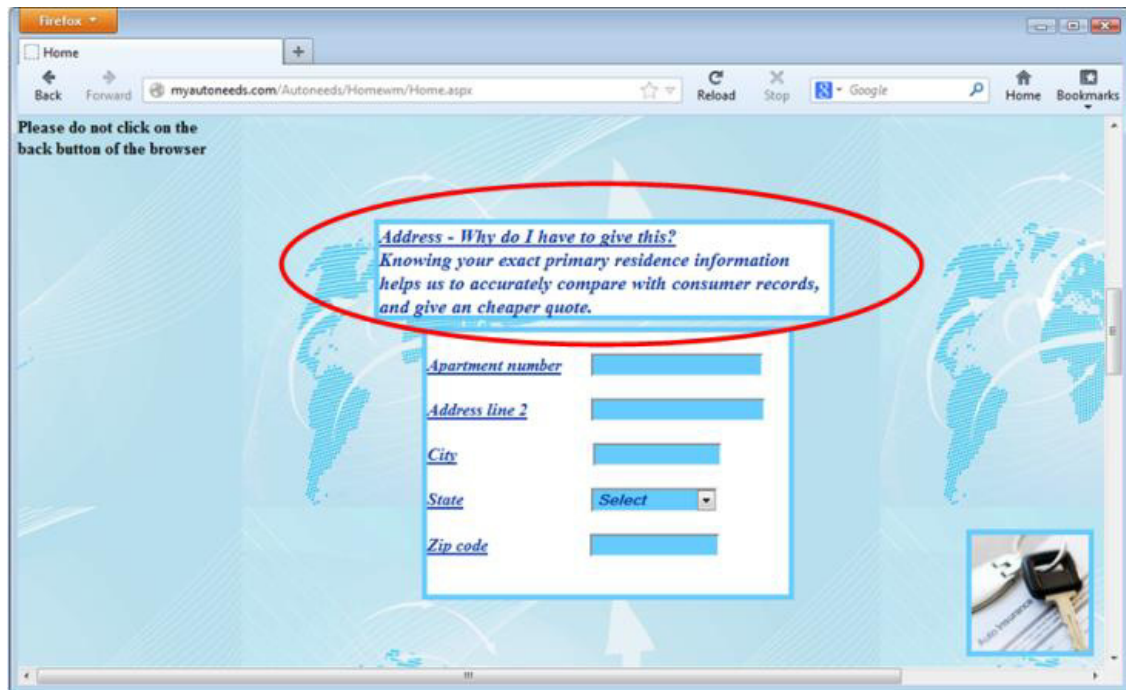 Firefox
Home
Back
Forward
myautoneeds.com/Autoneeds/Homewm/Home.aspx
Reload
Stop
Google
Home
Bookmarks
Please do not click on the
back button of the browser
Address - Why do I have to give this?
Knowing your exact primary residence information
helps us to accurately compare with consumer records,
and give an cheaper quote.
Apartment number
Address line 2
City
State
Select
Zip code
Auto Insurance